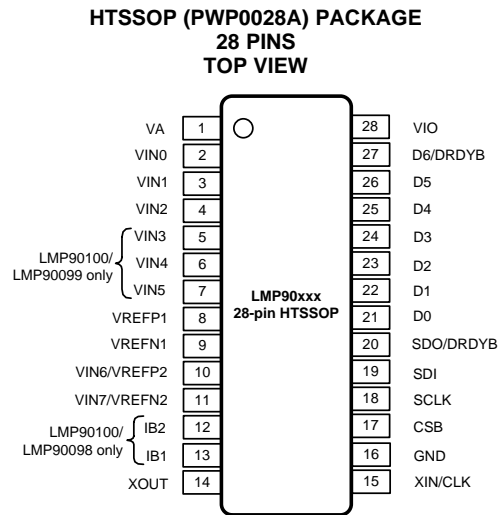 HTSSOP (PWP0028A) PACKAGE
28 PINS
TOP VIEW
VA 1 28 VIO
VIN0 2 27 D6/DRDYB
VIN1 3 26 D5
VIN2 4 25 D4
VIN3 5 24 D3
LMP90100/
LMP90099 only
VIN4 6 23 D2
VIN5 7 22 D1
LMP90xxx
28-pin HTSSOP
VREFP1 8 21 D0
VREFN1 9 20 SDO/DRDYB
VIN6/VREFP2 10 19 SDI
VIN7/VREFN2 11 18 SCLK
LMP90100/
LMP90098 only
IB2 12 17 CSB
IB1 13 16 GND
XOUT 14 15 XIN/CLK